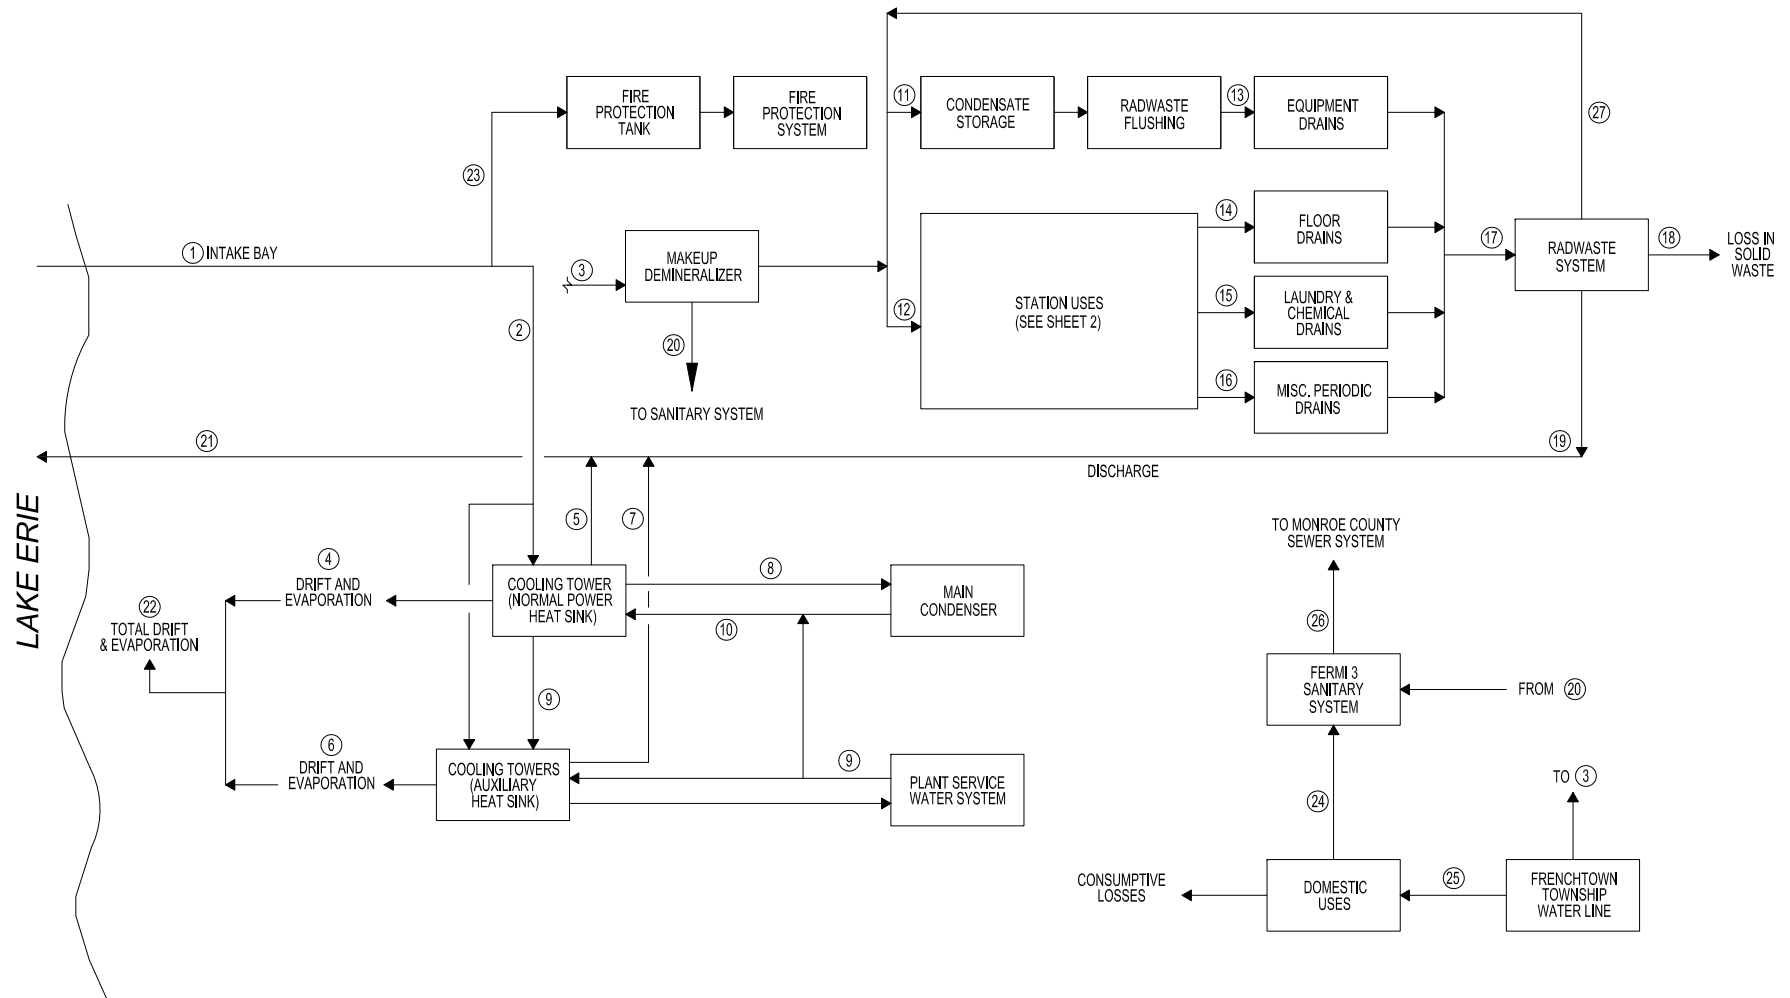 11
CONDENSATE
STORAGE
RADWASTE
FLUSHING
13
EQUIPMENT
DRAINS
27
FIRE
PROTECTION
TANK
FIRE
PROTECTION
SYSTEM
23
1 INTAKE BAY
2
3
MAKEUP
DEMINERALIZER
20
TO SANITARY SYSTEM
12
STATION USES
(SEE SHEET 2)
14
FLOOR
DRAINS
15
LAUNDRY &
CHEMICAL
DRAINS
16
MISC. PERIODIC
DRAINS
17
RADWASTE
SYSTEM
18
LOSS IN
SOLID
WASTE
19
21
DISCHARGE
LAKE ERIE
5
7
4
DRIFT AND
EVAPORATION
COOLING TOWER
(NORMAL POWER
HEAT SINK)
8
10
MAIN
CONDENSER
22
TOTAL DRIFT
& EVAPORATION
9
6
DRIFT AND
EVAPORATION
COOLING TOWERS
(AUXILIARY
HEAT SINK)
9
PLANT SERVICE
WATER SYSTEM
TO MONROE COUNTY
SEWER SYSTEM
26
FERMI 3
SANITARY
SYSTEM
FROM 20
24
TO 3
CONSUMPTIVE
LOSSES
DOMESTIC
USES
25
FRENCHTOWN
TOWNSHIP
WATER LINE